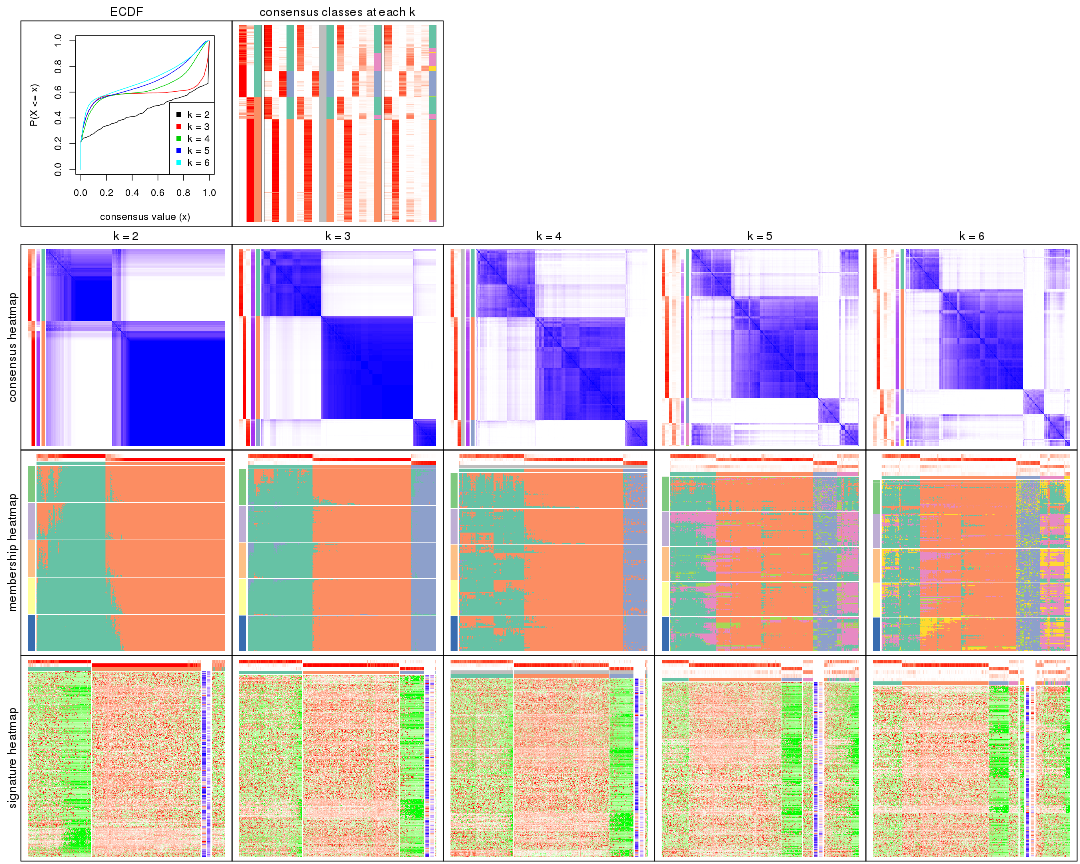 ECDF
consensus classes at each k
P(X <= x)
0.0 0.2 0.4 0.6 0.8 1.0
k = 2
k = 3
k = 4
k = 5
k = 6
0.0 0.2 0.4 0.6 0.8 1.0
consensus value (x)
k = 2 k = 3 k = 4 k = 5 k = 6
consensus heatmap
membership heatmap
signature heatmap